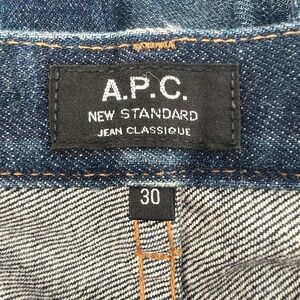 A.P.C.
NEW STANDARD
JEAN CLASSIQUE
30